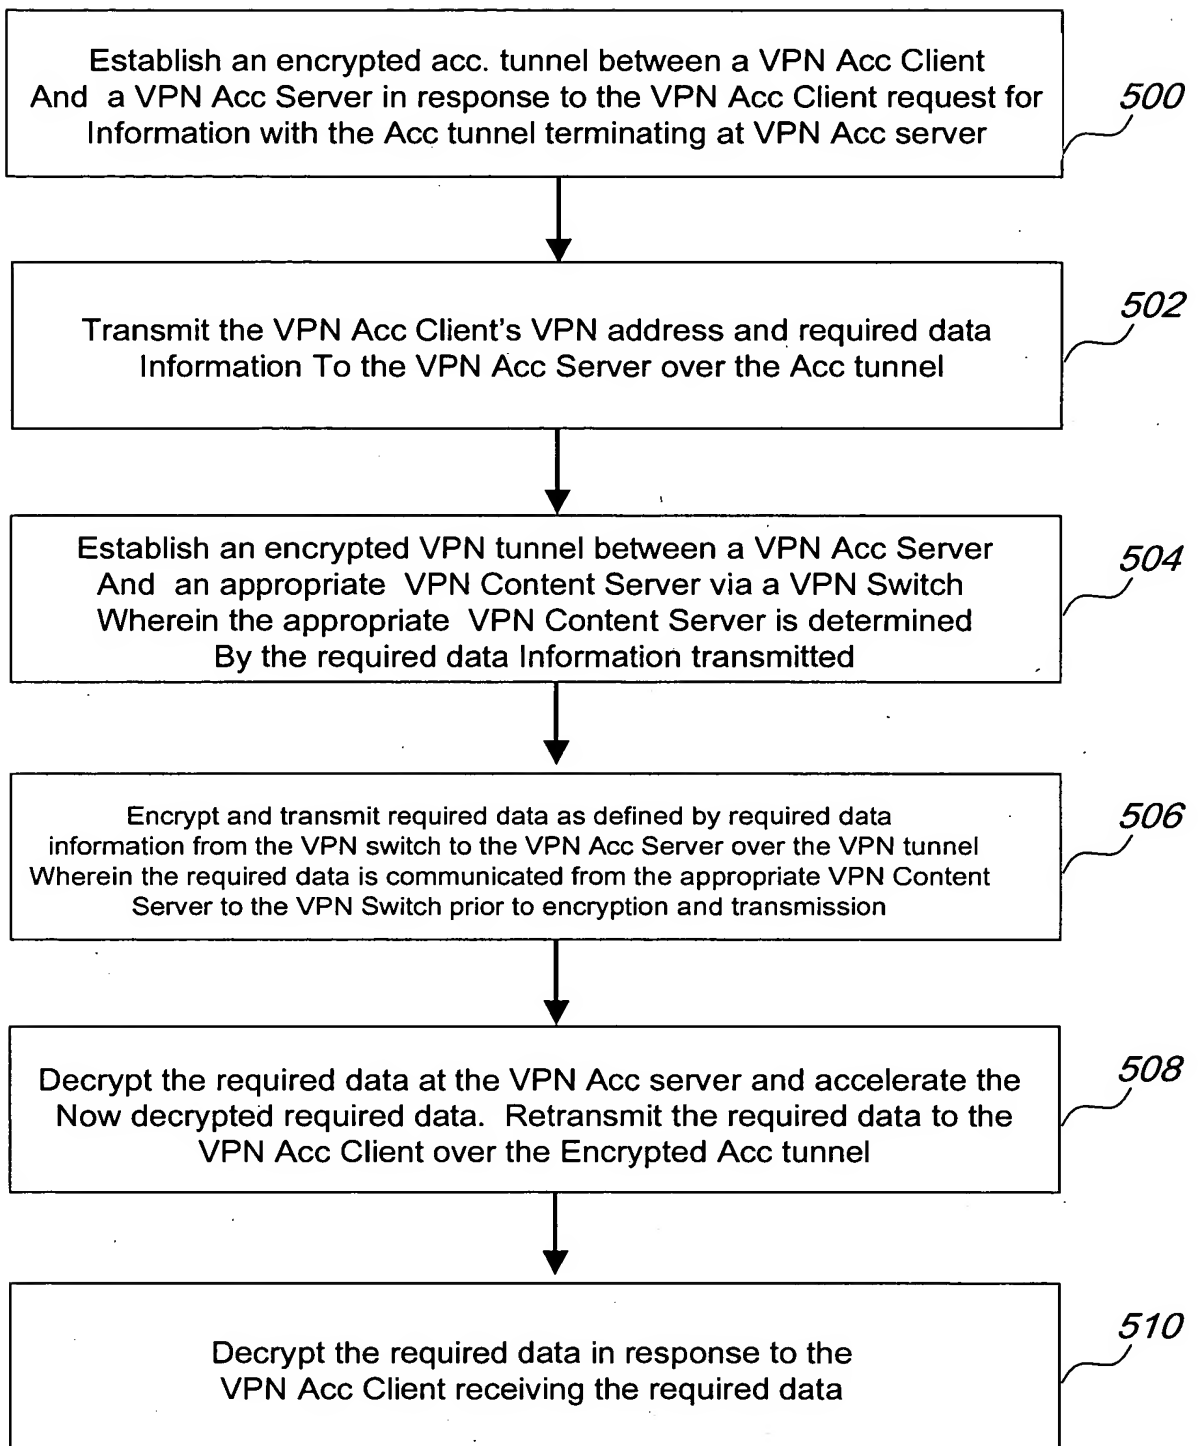 Establish an encrypted acc. tunnel between a VPN Acc Client
And a VPN Acc Server in response to the VPN Acc Client request for
Information with the Acc tunnel terminating at VPN Acc server
500
Transmit the VPN Acc Client's VPN address and required data
Information To the VPN Acc Server over the Acc tunnel
502
Establish an encrypted VPN tunnel between a VPN Acc Server
And an appropriate VPN Content Server via a VPN Switch
Wherein the appropriate VPN Content Server is determined
By the required data Information transmitted
504
Encrypt and transmit required data as defined by required data
information from the VPN switch to the VPN Acc Server over the VPN tunnel
Wherein the required data is communicated from the appropriate VPN Content
Server to the VPN Switch prior to encryption and transmission
506
Decrypt the required data at the VPN Acc server and accelerate the
Now decrypted required data. Retransmit the required data to the
VPN Acc Client over the Encrypted Acc tunnel
508
Decrypt the required data in response to the
VPN Acc Client receiving the required data
510